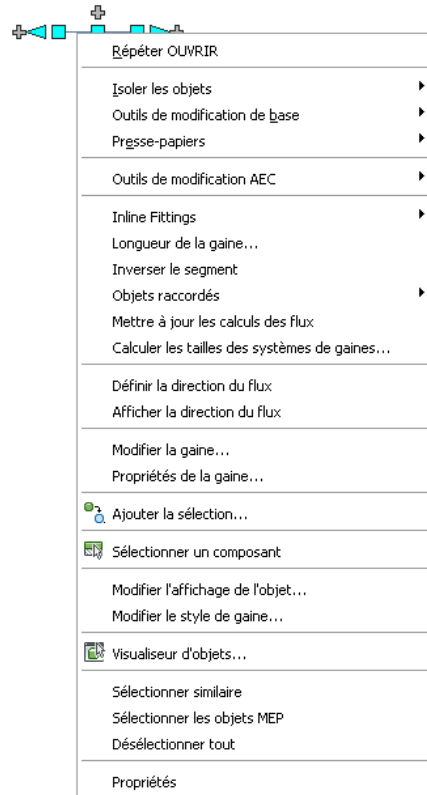 Répéter OUVRIR
Isoler les objets
Outils de modification de base
Presse-papiers
Outils de modification AEC
Inline Fittings
Longueur de la gaine...
Inverser le segment
Objets raccordés
Mettre à jour les calculs des flux
Calculer les tailles des systèmes de gaines...
Définir la direction du flux
Afficher la direction du flux
Modifier la gaine...
Propriétés de la gaine...
Ajouter la sélection...
Sélectionner un composant
Modifier l'affichage de l'objet...
Modifier le style de gaine...
Visualiseur d'objets...
Sélectionner similaire
Sélectionner les objets MEP
Désélectionner tout
Propriétés